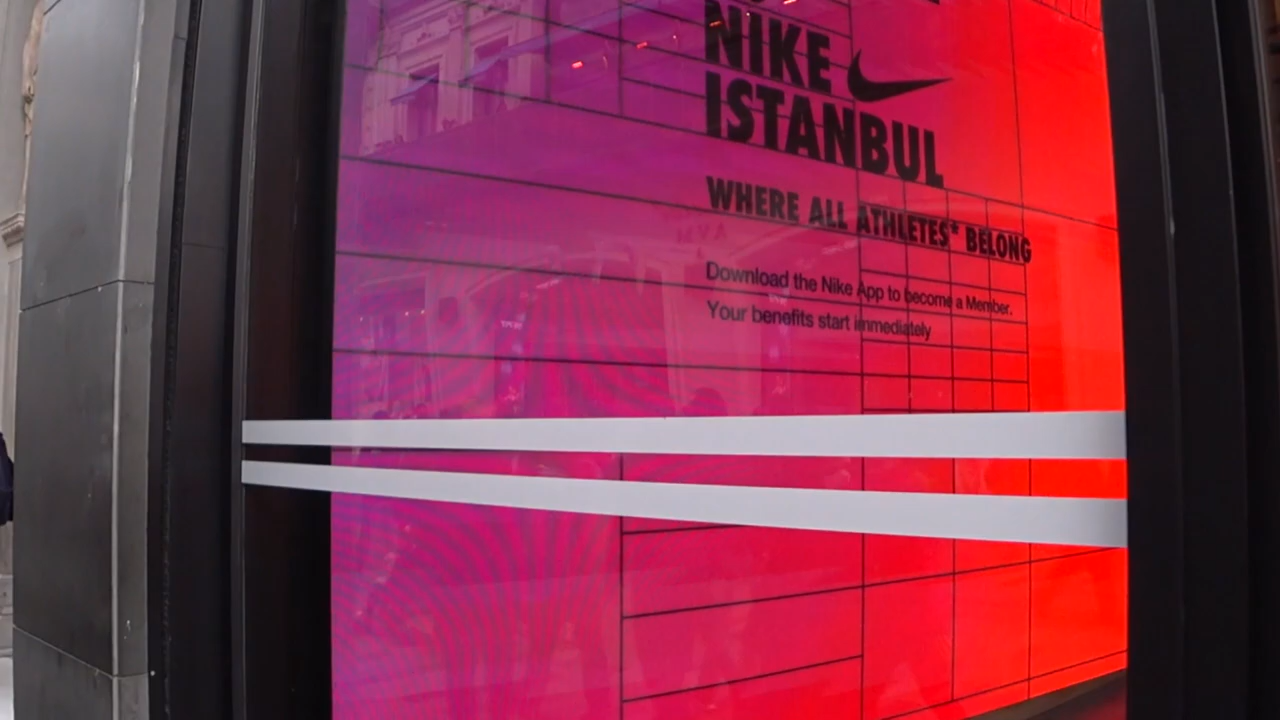 NIKE
ISTANBUL
WHERE ALL ATHLETES* BELONG
Download the Nike App to become a Member.
Your benefits start immediately